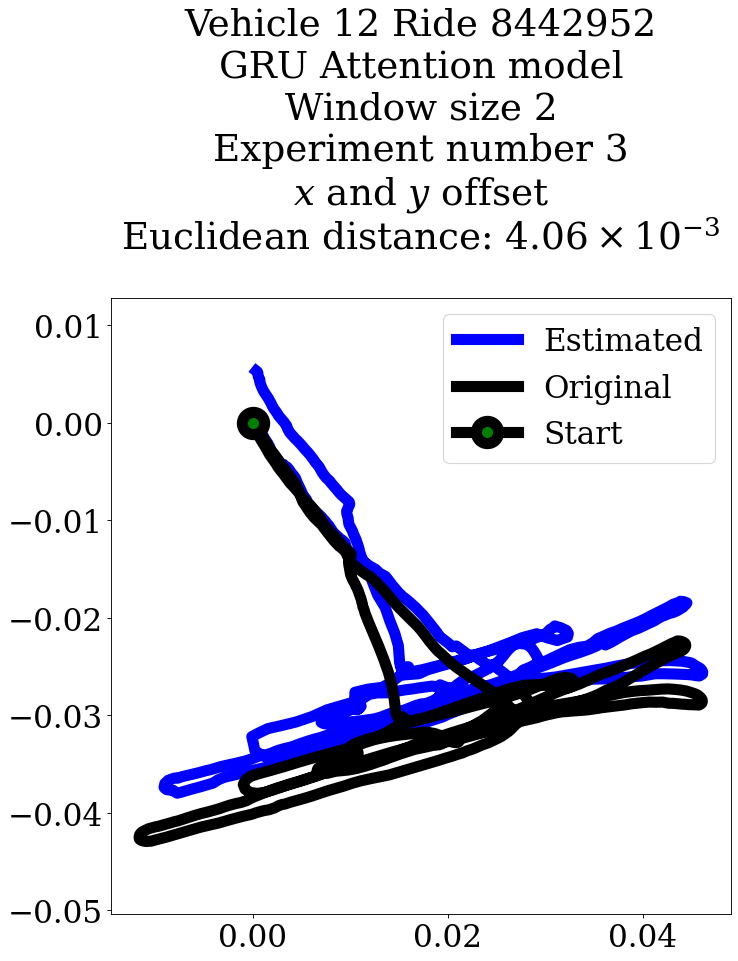 Vehicle 12 Ride 8442952
GRU Attention model
Window size 2
Experiment number 3
x and y offset
Euclidean distance: 4.06 × 10⁻³
Estimated
Original
Start
0.01
0.00
−0.01
−0.02
−0.03
−0.04
−0.05
0.00 0.02 0.04